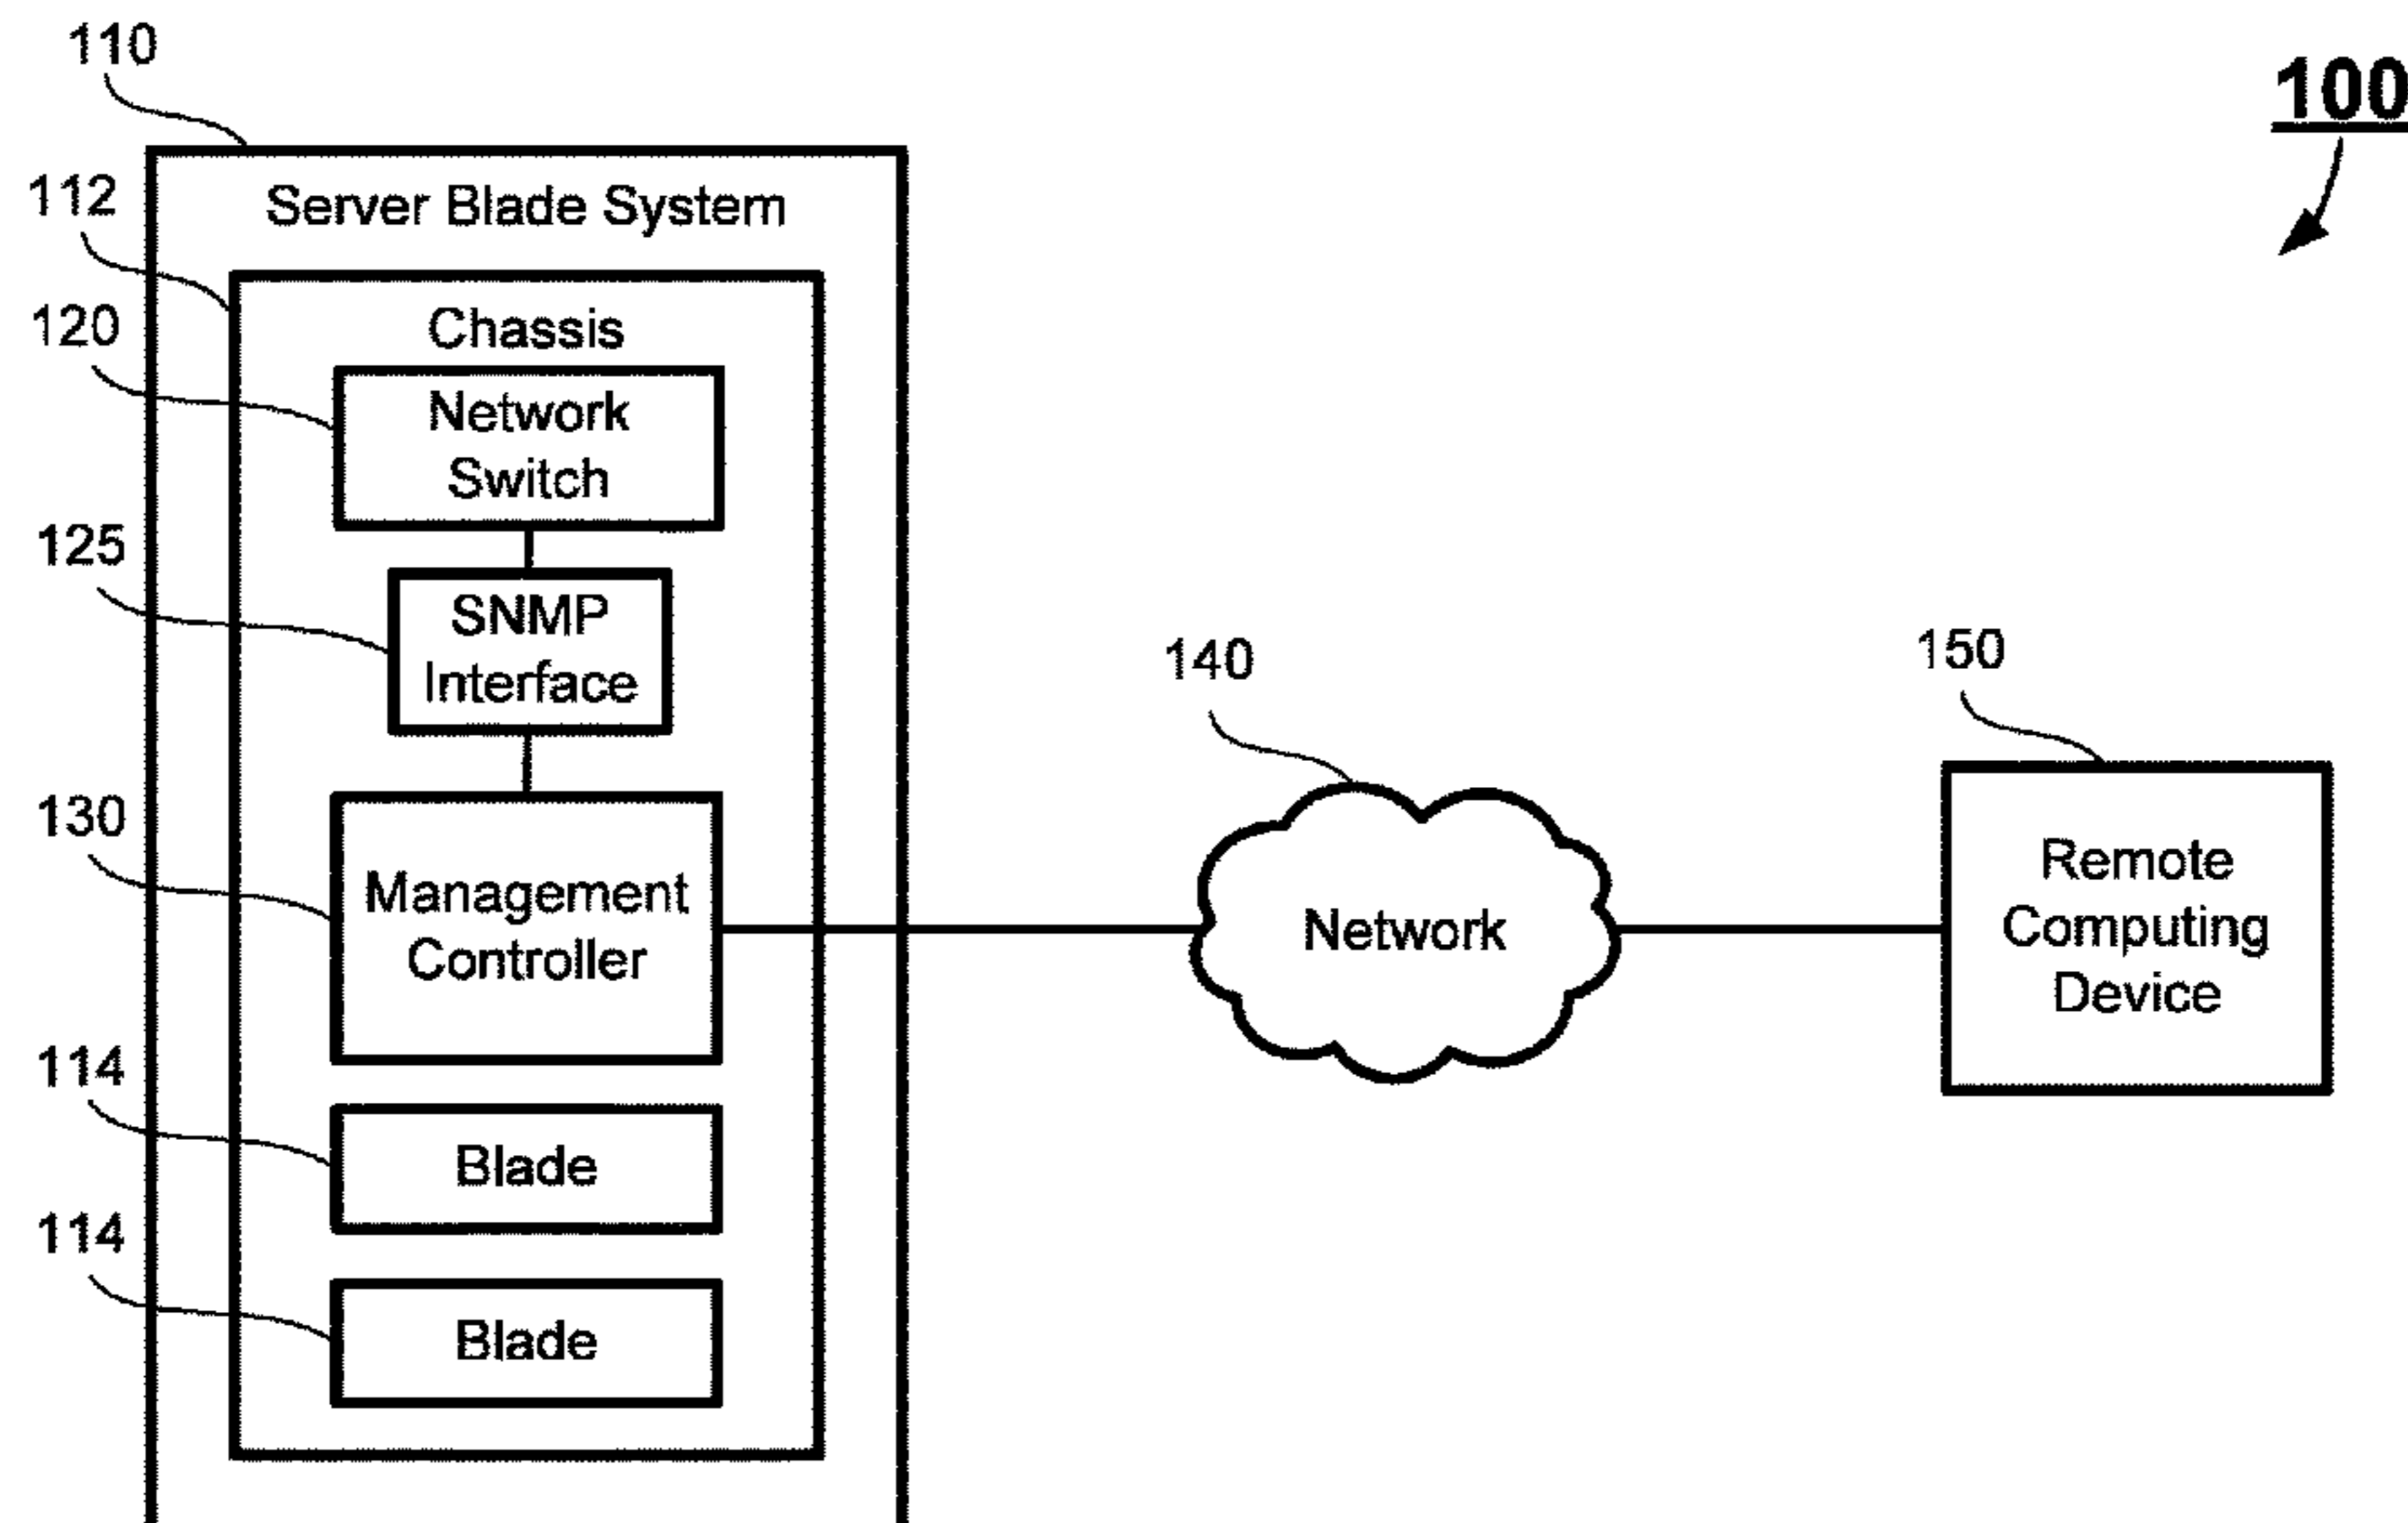 110
100
112
Server Blade System
120
Chassis
Network
Switch
125
SNMP
Interface
140
150
130
Management
Controller
Network
Remote
Computing
Device
114
Blade
114
Blade